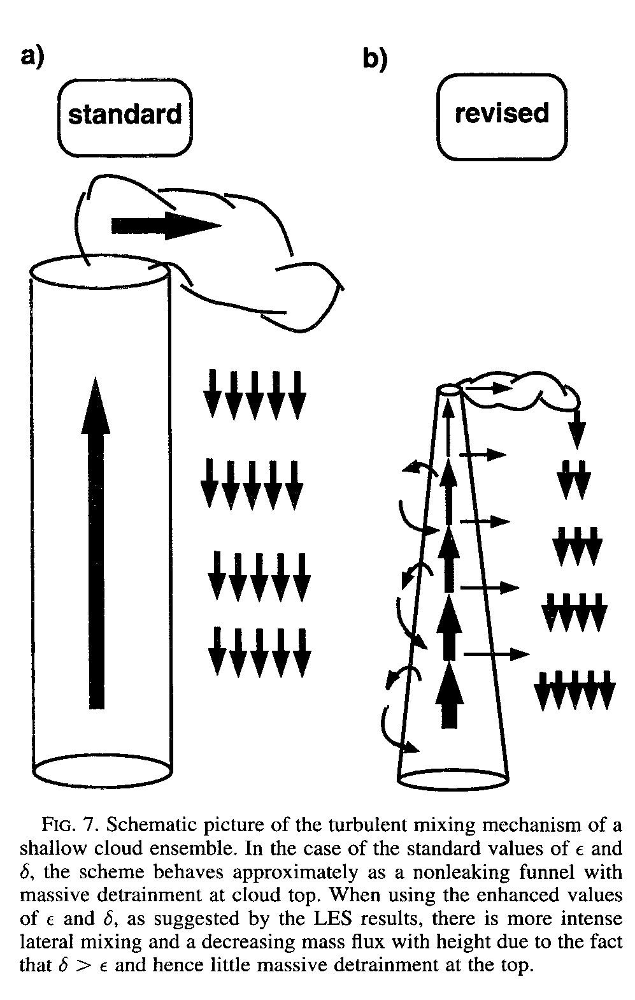 a)
b)
standard
revised
FIG. 7. Schematic picture of the turbulent mixing mechanism of a
shallow cloud ensemble. In the case of the standard values of ϵ and
δ, the scheme behaves approximately as a nonleaking funnel with
massive detrainment at cloud top. When using the enhanced values
of ϵ and δ, as suggested by the LES results, there is more intense
lateral mixing and a decreasing mass flux with height due to the fact
that δ > ϵ and hence little massive detrainment at the top.